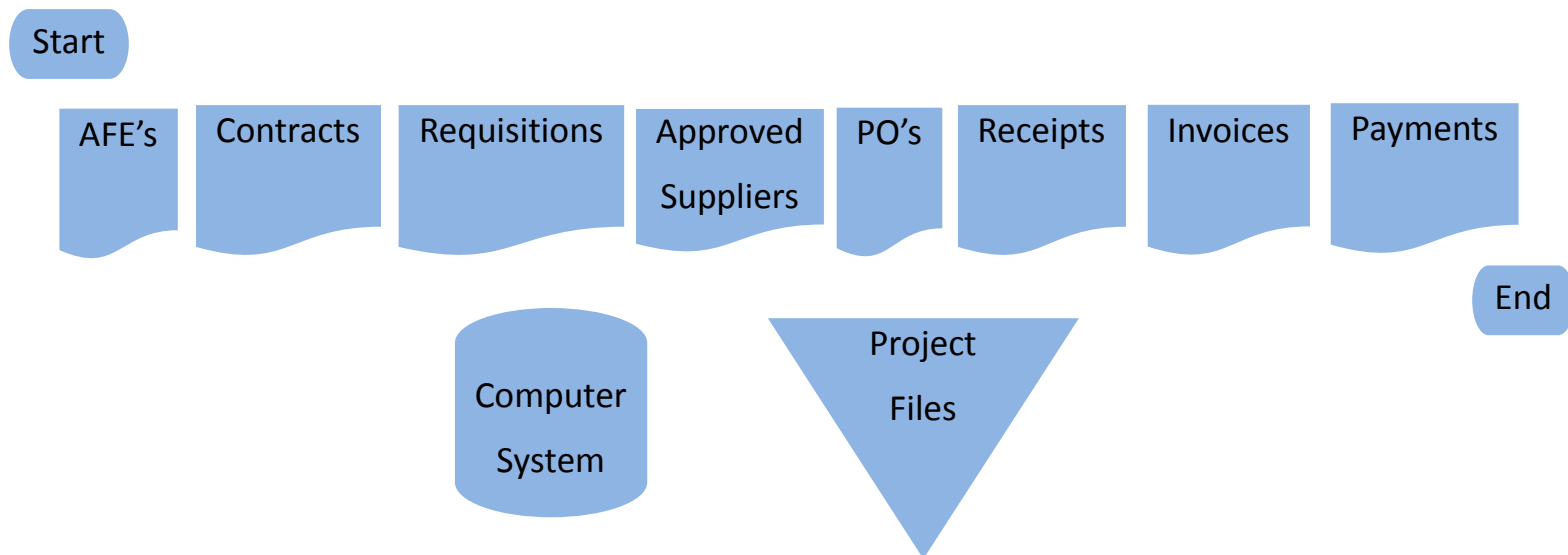 Start
AFE’s
Contracts
Requisitions
Approved
Suppliers
PO’s
Receipts
Invoices
Payments
End
Computer
System
Project
Files